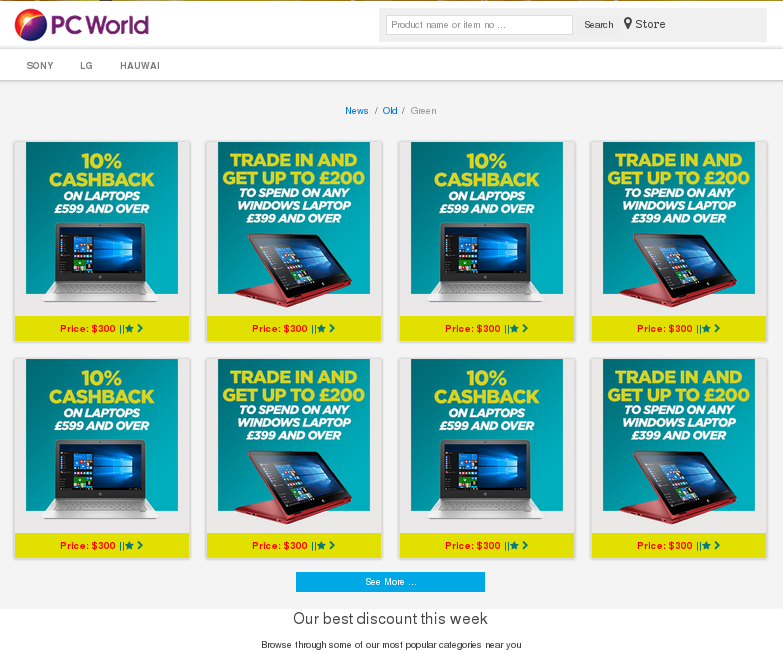 PC World
Product name or item no ...
Search
Store
SONY LG HAUWAI
News / Old / Green
10%
CASHBACK
ON LAPTOPS
£599 AND OVER
Price: $300 ||
TRADE IN AND
GET UP TO £200
TO SPEND ON ANY
WINDOWS LAPTOP
£399 AND OVER
Price: $300 ||
10%
CASHBACK
ON LAPTOPS
£599 AND OVER
Price: $300 ||
TRADE IN AND
GET UP TO £200
TO SPEND ON ANY
WINDOWS LAPTOP
£399 AND OVER
Price: $300 ||
10%
CASHBACK
ON LAPTOPS
£599 AND OVER
Price: $300 ||
TRADE IN AND
GET UP TO £200
TO SPEND ON ANY
WINDOWS LAPTOP
£399 AND OVER
Price: $300 ||
10%
CASHBACK
ON LAPTOPS
£599 AND OVER
Price: $300 ||
TRADE IN AND
GET UP TO £200
TO SPEND ON ANY
WINDOWS LAPTOP
£399 AND OVER
Price: $300 ||
See More ...
Our best discount this week
Browse through some of our most popular categories near you